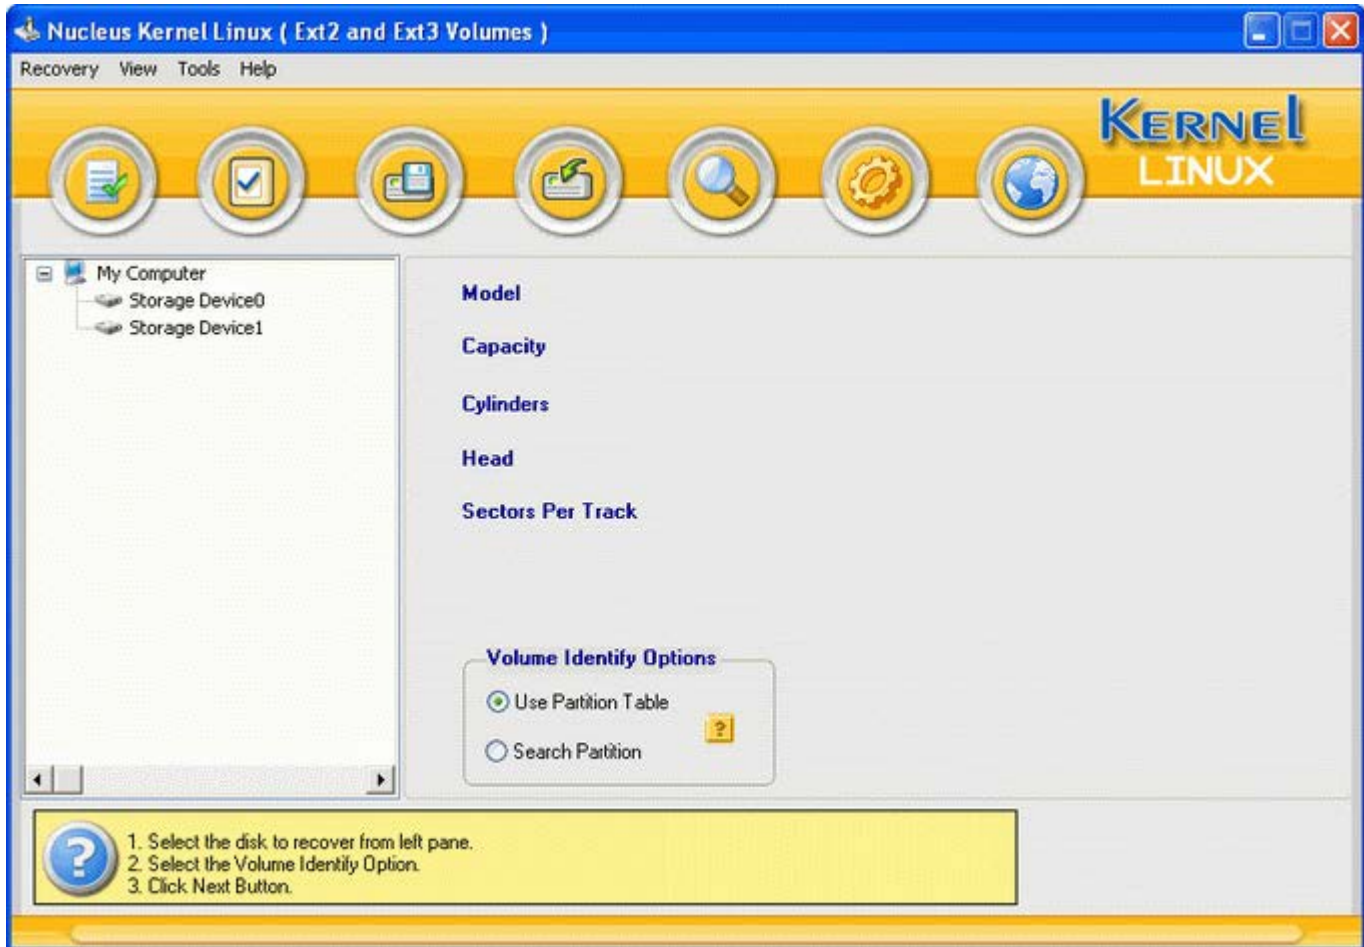 Nucleus Kernel Linux ( Ext2 and Ext3 Volumes )
Recovery View Tools Help
KERNEL
LINUX
My Computer
Storage Device0
Storage Device1
Model
Capacity
Cylinders
Head
Sectors Per Track
Volume Identify Options
Use Partition Table
?
Search Partition
?
1. Select the disk to recover from left pane.
2. Select the Volume Identify Option.
3. Click Next Button.